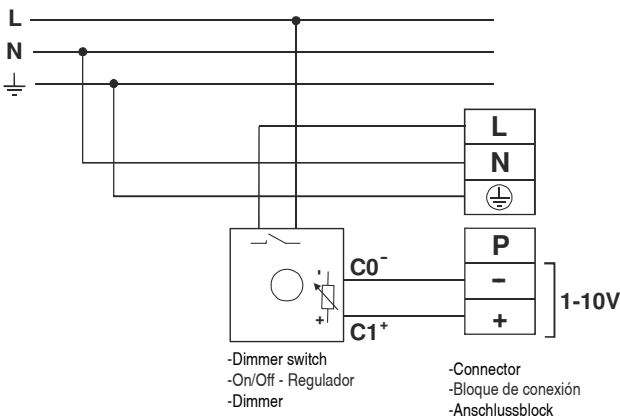 L
N
L
N
P
C0⁻
-
-
1-10V
+
+
C1⁺
-Dimmer switch
-On/Off - Regulador
-Dimmer
-Connector
-Bloque de conexión
-Anschlussblock